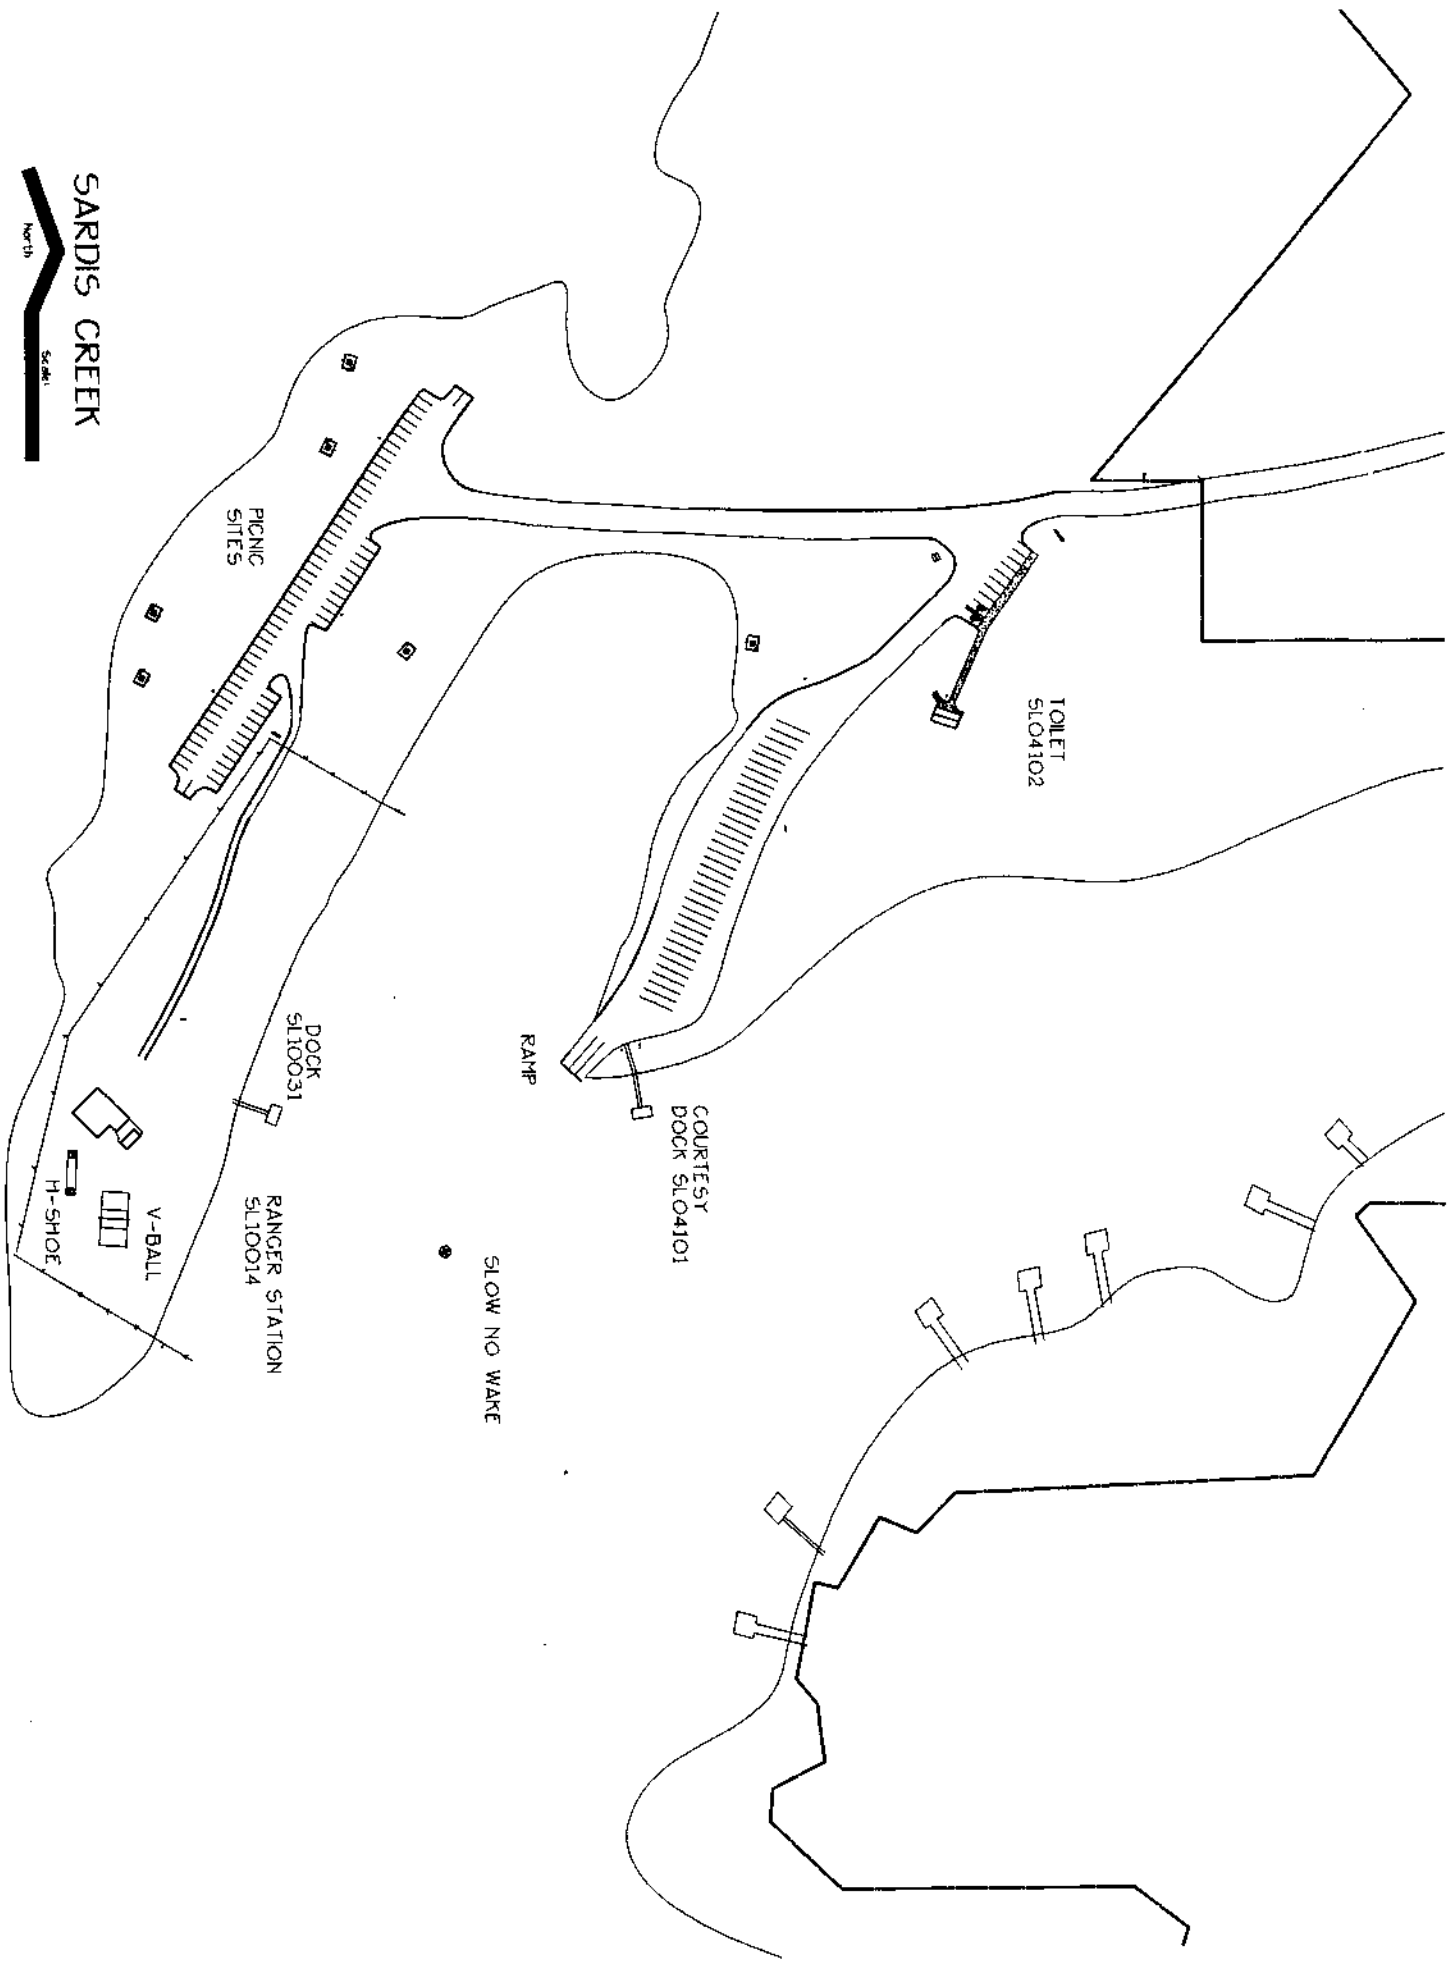 SARDIS CREEK
North
Scale:
PICNIC
SITES
TOILET
SL04102
RAMP
COURTESY
DOCK SL04101
DOCK
SL10031
RANGER STATION
SL10014
V-BALL
H-SHOE
SLOW NO WAKE